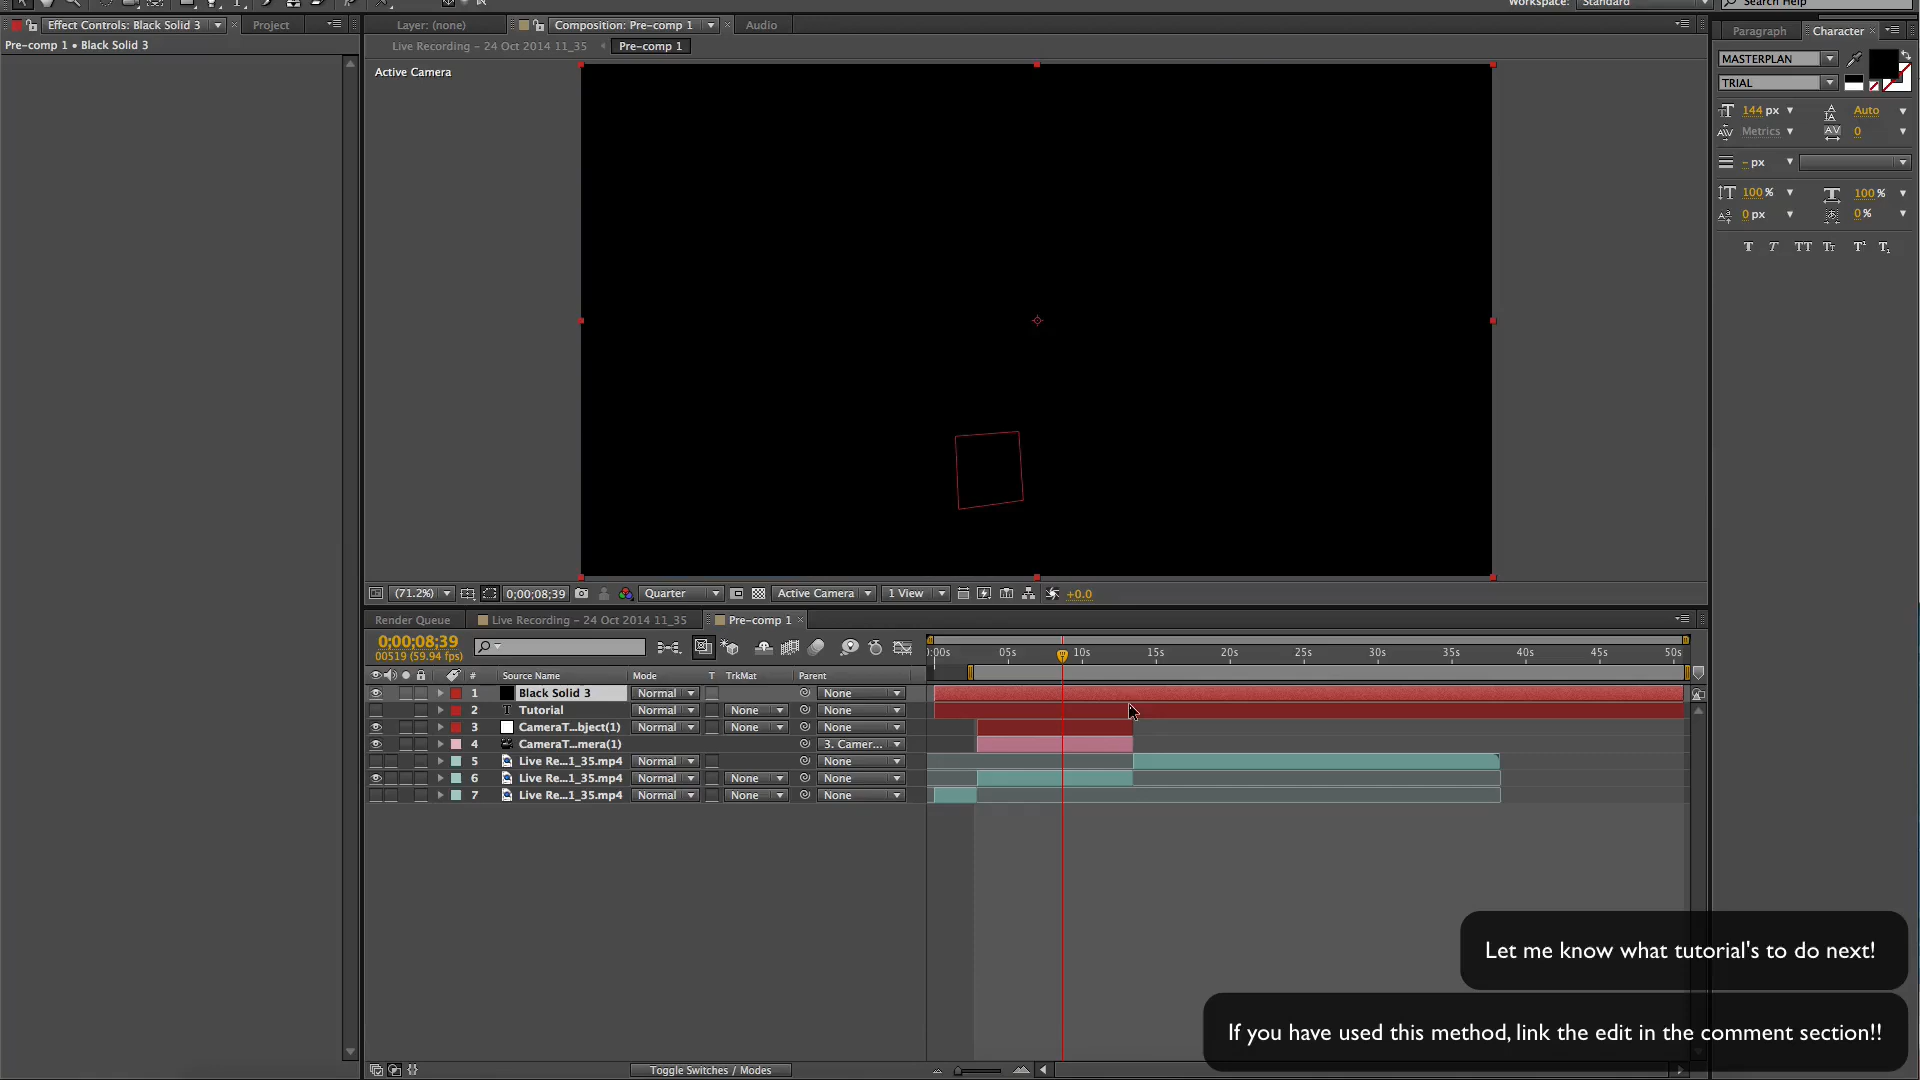 Workspace: Standard Search Help
Effect Controls: Black Solid 3 Project
Layer: (none) Composition: Pre-comp 1 Audio
Paragraph Character
Pre-comp 1 • Black Solid 3
Live Recording – 24 Oct 2014 11_35 Pre-comp 1
Active Camera
MASTERPLAN
TRIAL
144 px Auto
Metrics 0
- px
100 % 100 %
0 px 0 %
T T TT Tr T¹ T,
(71.2%) 0;00;08;39 Quarter Active Camera 1 View +0.0
Render Queue Live Recording – 24 Oct 2014 11_35 Pre-comp 1
0;00;08;39
00519 (59.94 fps)
:00s 05s 10s 15s 20s 25s 30s 35s 40s 45s 50s
# Source Name Mode T TrkMat Parent
1 Black Solid 3 Normal None
2 T Tutorial Normal None None
3 CameraT...bject(1) Normal None None
4 CameraT...mera(1) 3. Camer...
5 Live Re...1_35.mp4 Normal None
6 Live Re...1_35.mp4 Normal None None
7 Live Re...1_35.mp4 Normal None None
Let me know what tutorial's to do next!
If you have used this method, link the edit in the comment section!!
Toggle Switches / Modes